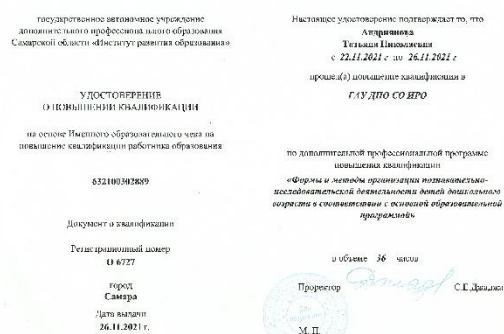 государственное автономное учреждение
дополнительного профессионального образования
Самарской области «Институт развития образования»
УДОСТОВЕРЕНИЕ
О ПОВЫШЕНИИ КВАЛИФИКАЦИИ
на основе Именного образовательного чека на
повышение квалификации работника образования
632100302889
Документ о квалификации
Регистрационный номер
О 6727
город
Самара
Дата выдачи
26.11.2021 г.
Настоящее удостоверение подтверждает то, что
Андриянова
Татьяна Николаевна
с 22.11.2021 г по 26.11.2021 г
прошел(а) повышение квалификации в
ГАУ ДПО СО ИРО
по дополнительной профессиональной программе
повышения квалификации
«Формы и методы организации познавательно-
исследовательской деятельности детей дошкольного
возраста в соответствии с основной образовательной
программой»
в объеме 36 часов
Проректор
М. П.